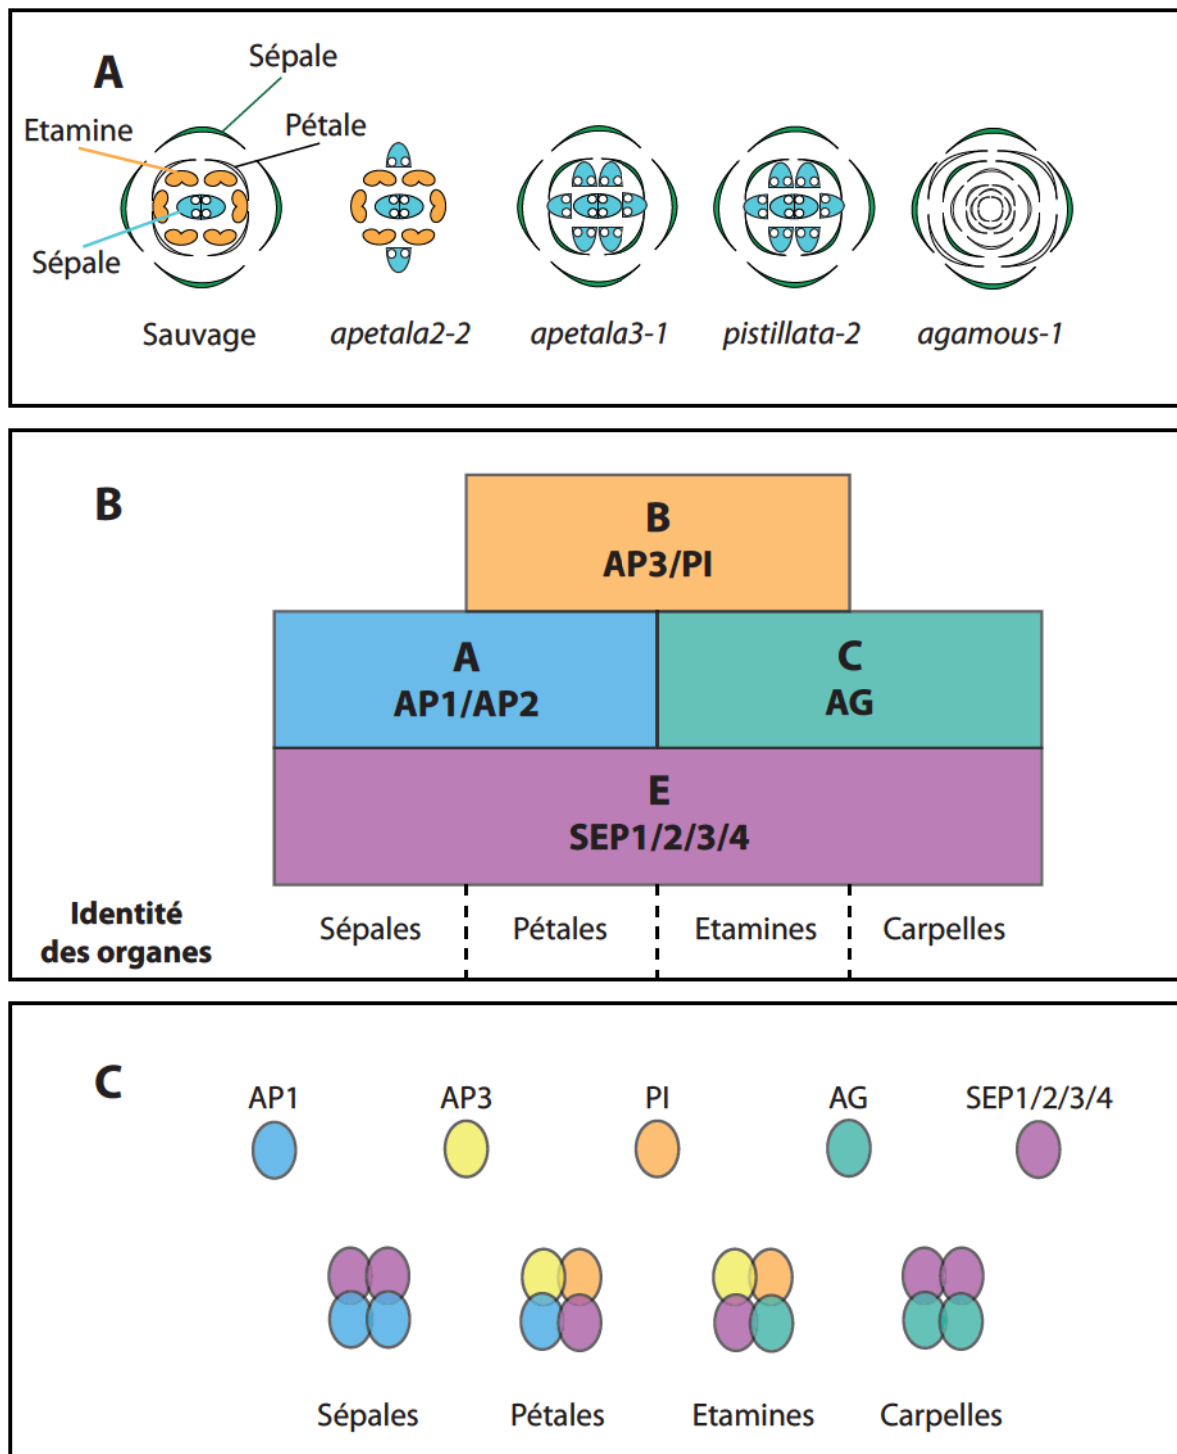 A
Sépale
Etamine
Pétale
Sépale
Sauvage
apetala2-2
apetala3-1
pistillata-2
agamous-1
B
B
AP3/PI
A
AP1/AP2
C
AG
E
SEP1/2/3/4
Identité
des organes
Sépales
Pétales
Etamines
Carpelles
C
AP1
AP3
PI
AG
SEP1/2/3/4
Sépales
Pétales
Etamines
Carpelles